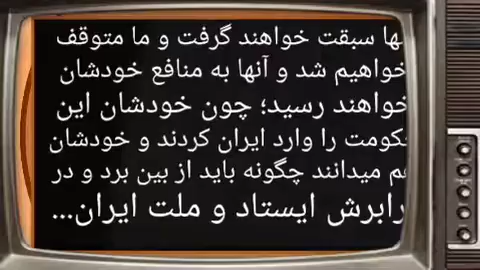 نها سبقت خواهند گرفت و ما متوقف
خواهیم شد و آنها به منافع خودشان
خواهند رسید؛ چون خودشان این
حکومت را وارد ایران کردند و خودشان
هم میدانند چگونه باید از بین برد و در
برابرش ایستاد و ملت ایران...